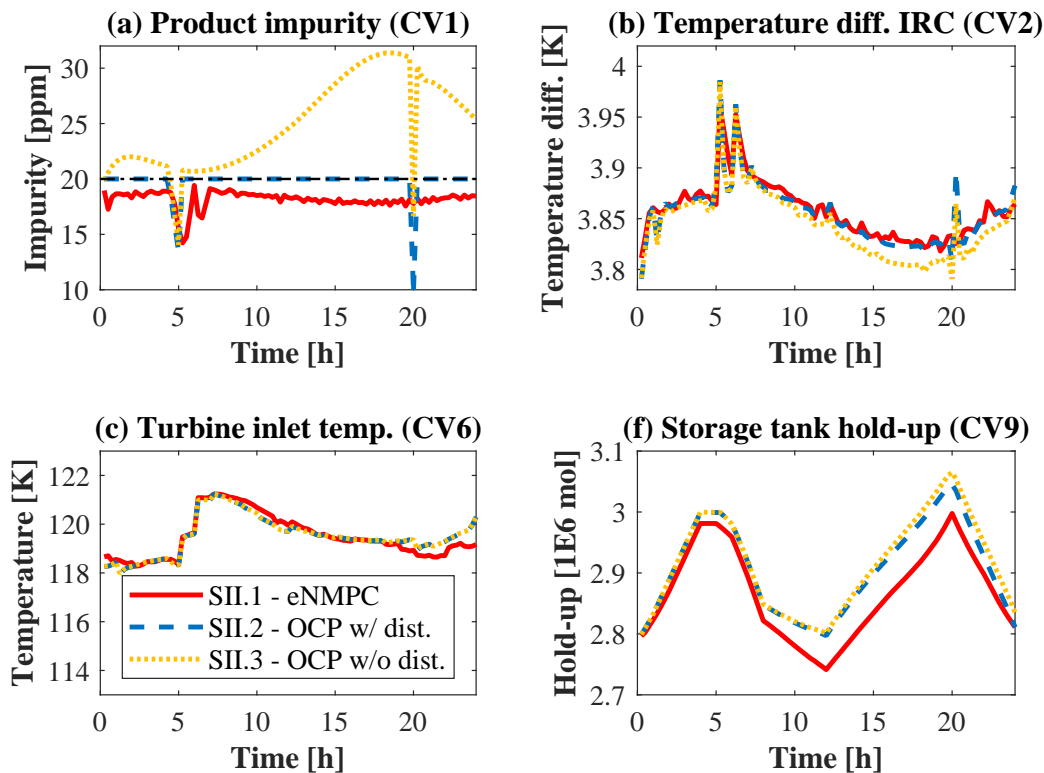 (a) Product impurity (CV1)
Impurity [ppm]
30
25
20
15
10
0 5 10 15 20
Time [h]
(b) Temperature diff. IRC (CV2)
Temperature diff. [K]
4
3.95
3.9
3.85
3.8
0 5 10 15 20
Time [h]
(c) Turbine inlet temp. (CV6)
Temperature [K]
122
120
118
116
114
SII.1 - eNMPC
SII.2 - OCP w/ dist.
SII.3 - OCP w/o dist.
0 5 10 15 20
Time [h]
(f) Storage tank hold-up (CV9)
Hold-up [1E6 mol]
3.1
3
2.9
2.8
2.7
0 5 10 15 20
Time [h]